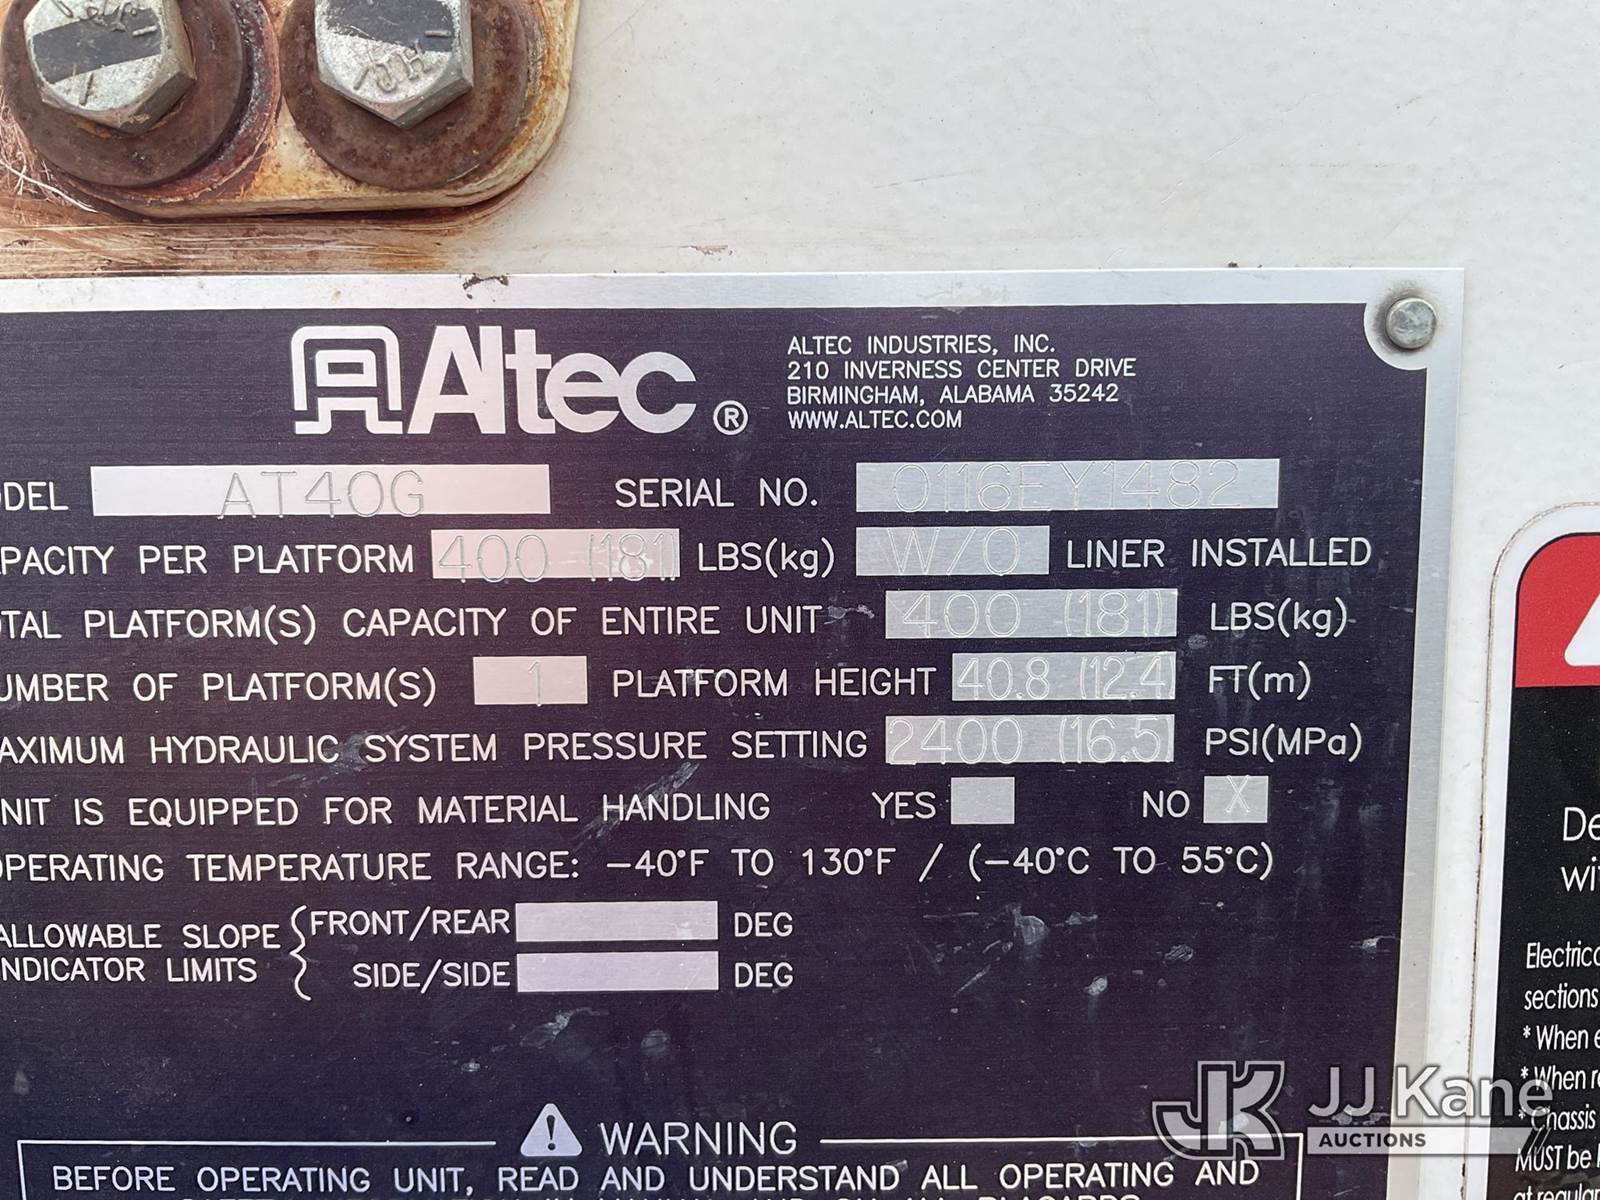 Altec®
ALTEC INDUSTRIES, INC.
210 INVERNESS CENTER DRIVE
BIRMINGHAM, ALABAMA 35242
WWW.ALTEC.COM
ODEL AT40G SERIAL NO. 0116EY1482
APACITY PER PLATFORM 400 (181) LBS(kg) W/O LINER INSTALLED
OTAL PLATFORM(S) CAPACITY OF ENTIRE UNIT 400 (181) LBS(kg)
UMBER OF PLATFORM(S) 1 PLATFORM HEIGHT 40.8 (12.4 FT(m)
AXIMUM HYDRAULIC SYSTEM PRESSURE SETTING 2400 (16.5) PSI(MPa)
NIT IS EQUIPPED FOR MATERIAL HANDLING YES NO X
OPERATING TEMPERATURE RANGE: -40°F TO 130°F / (-40°C TO 55°C)
ALLOWABLE SLOPE FRONT/REAR DEG
INDICATOR LIMITS SIDE/SIDE DEG
WARNING
BEFORE OPERATING UNIT, READ AND UNDERSTAND ALL OPERATING AND
De
wi
Electrica
sections
* When e
* When re
* Chassis
MUST be
at regular
JK JJ Kane
AUCTIONS